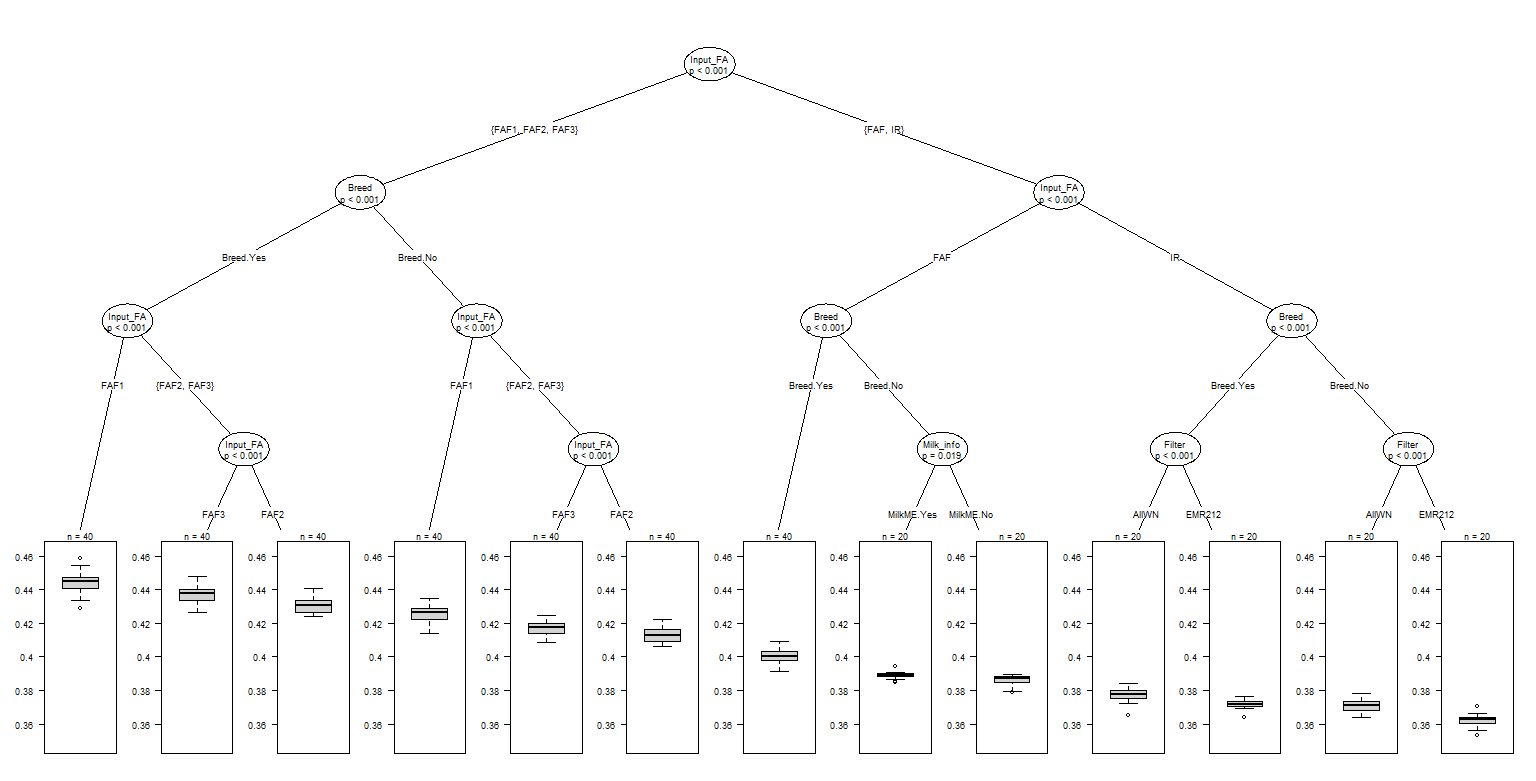 Input_FA
p < 0.001
{FAF1, FAF2, FAF3}
{FAF, IR}
Breed
p < 0.001
Input_FA
p < 0.001
Breed.Yes
Breed.No
FAF
IR
Input_FA
p < 0.001
Input_FA
p < 0.001
Breed
p < 0.001
Breed
p < 0.001
FAF1
{FAF2, FAF3}
FAF1
{FAF2, FAF3}
Breed.Yes
Breed.No
Breed.Yes
Breed.No
Input_FA
p < 0.001
Input_FA
p < 0.001
Milk_info
p = 0.019
Filter
p < 0.001
Filter
p < 0.001
FAF3
FAF2
FAF3
FAF2
MilkME.Yes
MilkME.No
AllWN
EMR212
AllWN
EMR212
n = 40
0.46
0.44
0.42
0.4
0.38
0.36
n = 40
0.46
0.44
0.42
0.4
0.38
0.36
n = 40
0.46
0.44
0.42
0.4
0.38
0.36
n = 40
0.46
0.44
0.42
0.4
0.38
0.36
n = 40
0.46
0.44
0.42
0.4
0.38
0.36
n = 40
0.46
0.44
0.42
0.4
0.38
0.36
n = 40
0.46
0.44
0.42
0.4
0.38
0.36
n = 20
0.46
0.44
0.42
0.4
0.38
0.36
n = 20
0.46
0.44
0.42
0.4
0.38
0.36
n = 20
0.46
0.44
0.42
0.4
0.38
0.36
n = 20
0.46
0.44
0.42
0.4
0.38
0.36
n = 20
0.46
0.44
0.42
0.4
0.38
0.36
n = 20
0.46
0.44
0.42
0.4
0.38
0.36